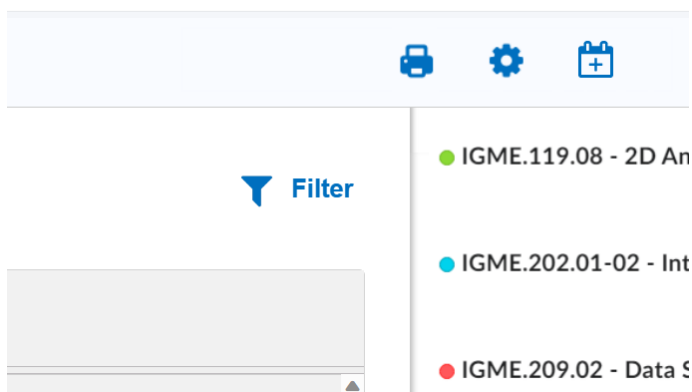 Filter
IGME.119.08 - 2D An
IGME.202.01-02 - Int
IGME.209.02 - Data S